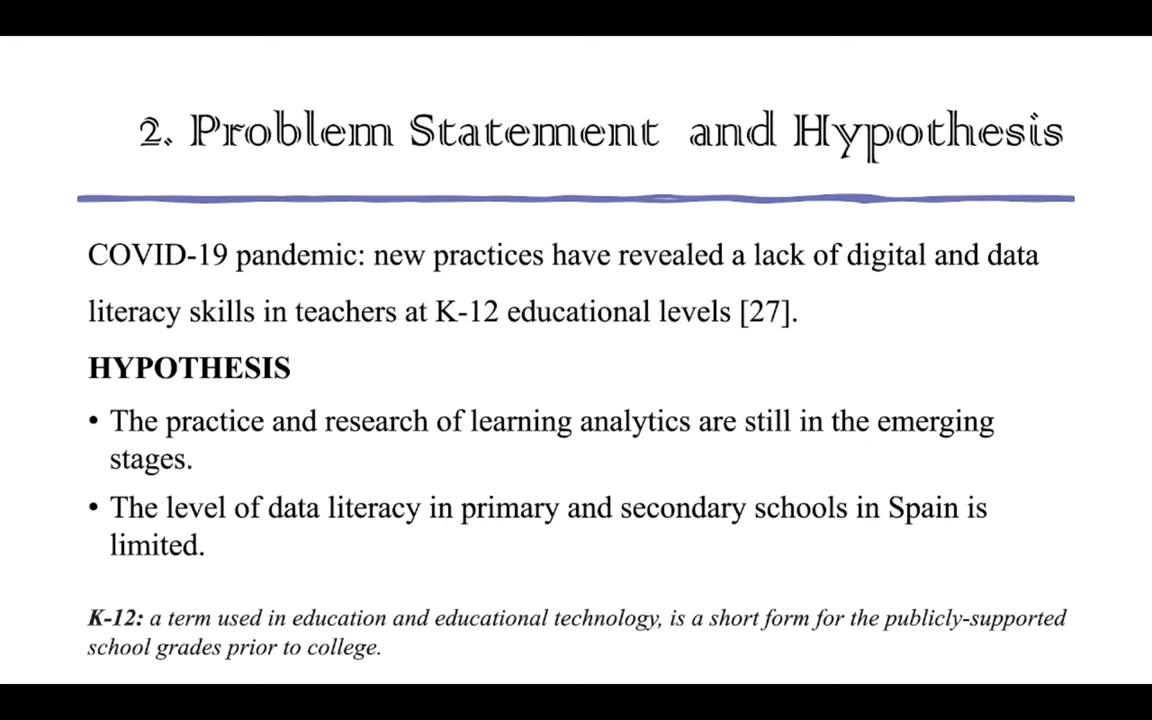 2. Problem Statement and Hypothesis
COVID-19 pandemic: new practices have revealed a lack of digital and data
literacy skills in teachers at K-12 educational levels [27].
HYPOTHESIS
• The practice and research of learning analytics are still in the emerging
stages.
• The level of data literacy in primary and secondary schools in Spain is
limited.
K-12: a term used in education and educational technology, is a short form for the publicly-supported
school grades prior to college.